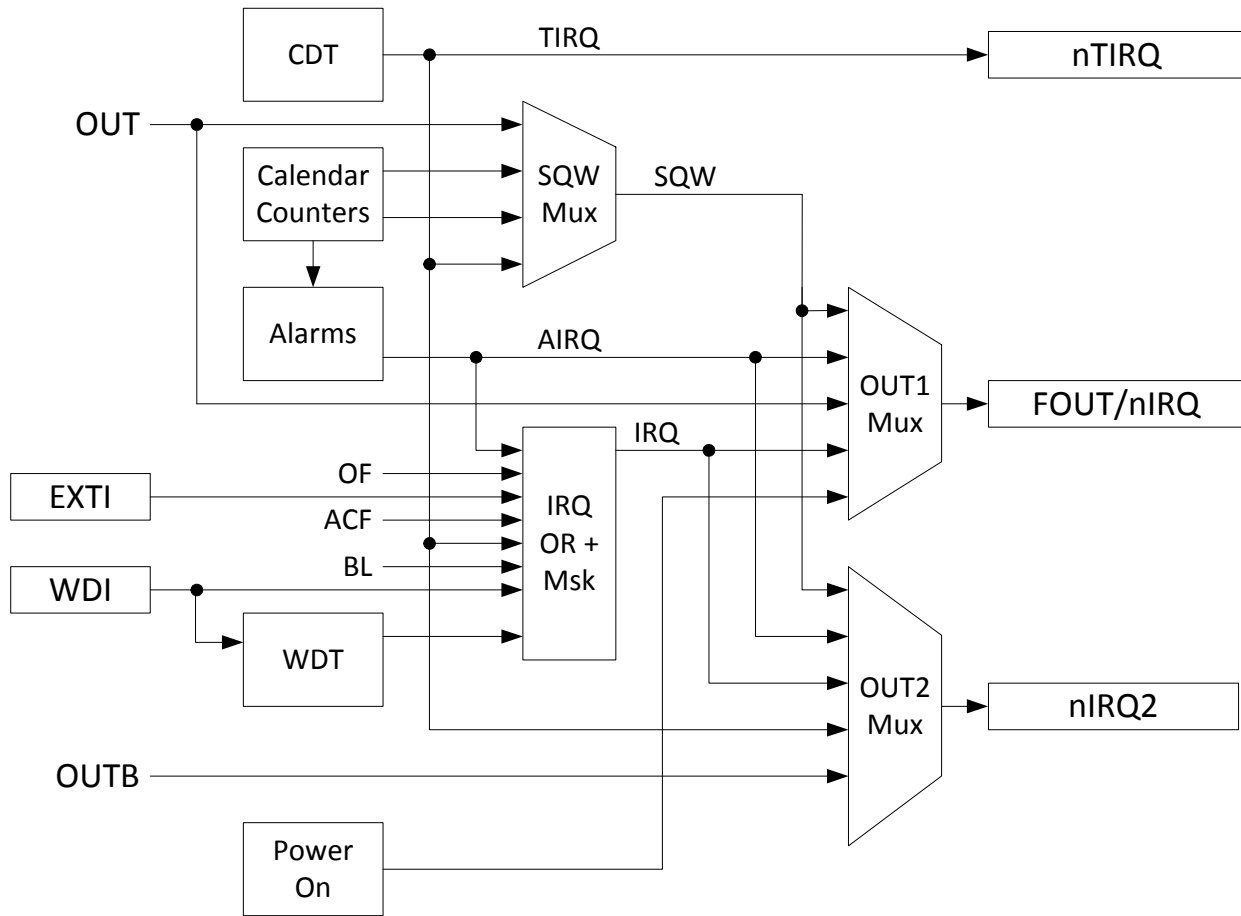 CDT
TIRQ
nTIRQ
OUT
Calendar
Counters
SQW
Mux
SQW
Alarms
AIRQ
OUT1
Mux
FOUT/nIRQ
IRQ
OF
EXTI
ACF
IRQ
OR +
Msk
BL
WDI
WDT
OUT2
Mux
nIRQ2
OUTB
Power
On